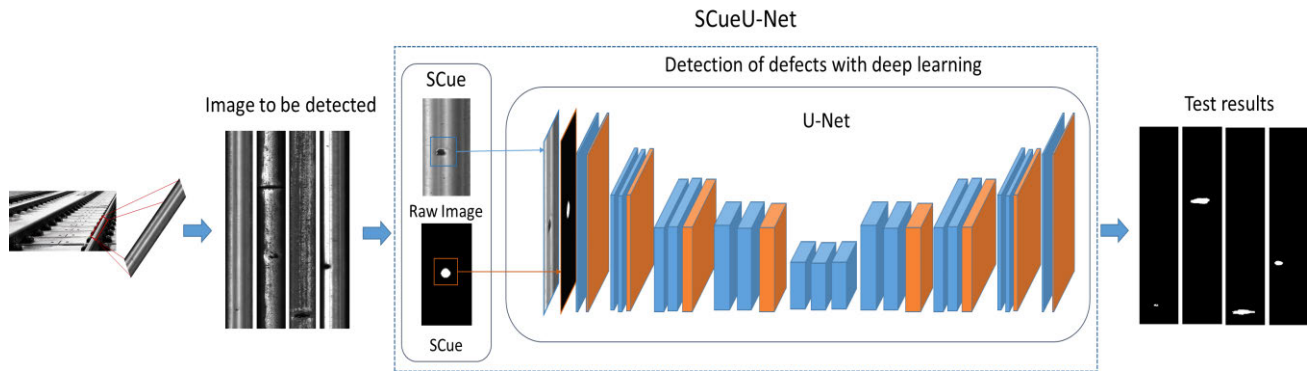 SCueU-Net
Detection of defects with deep learning
SCue
Image to be detected
U-Net
Test results
Raw Image
SCue